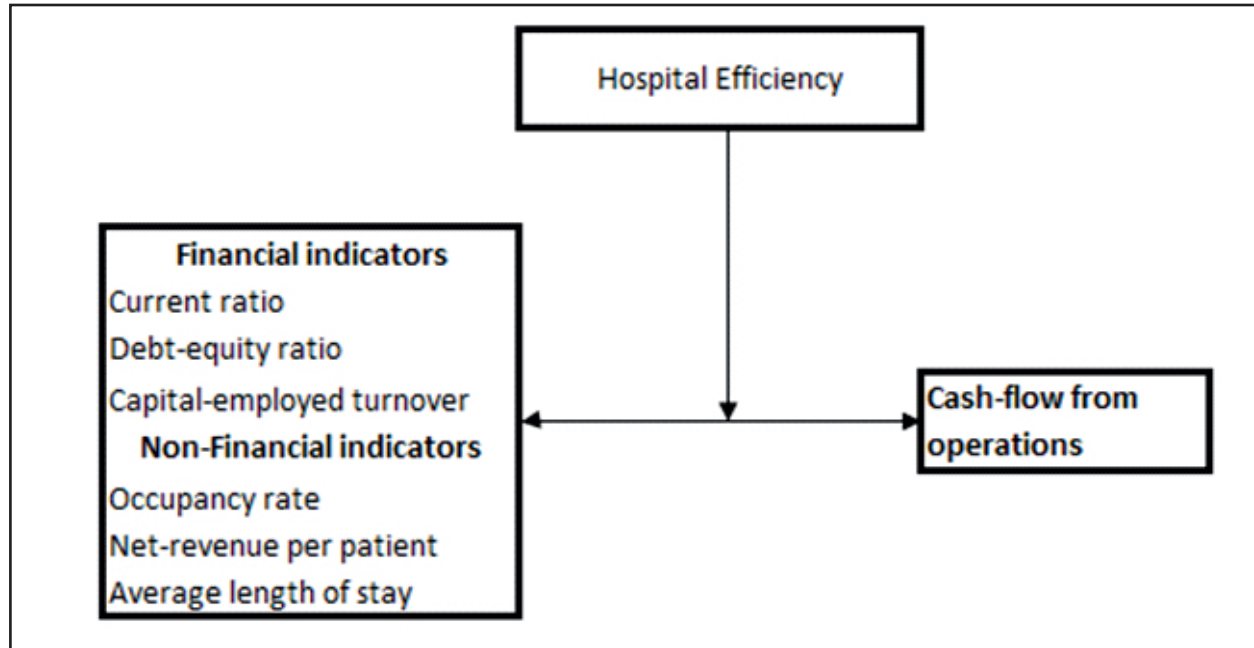 Hospital Efficiency
Financial indicators
Current ratio
Debt-equity ratio
Capital-employed turnover
Non-Financial indicators
Occupancy rate
Net-revenue per patient
Average length of stay
Cash-flow from
operations